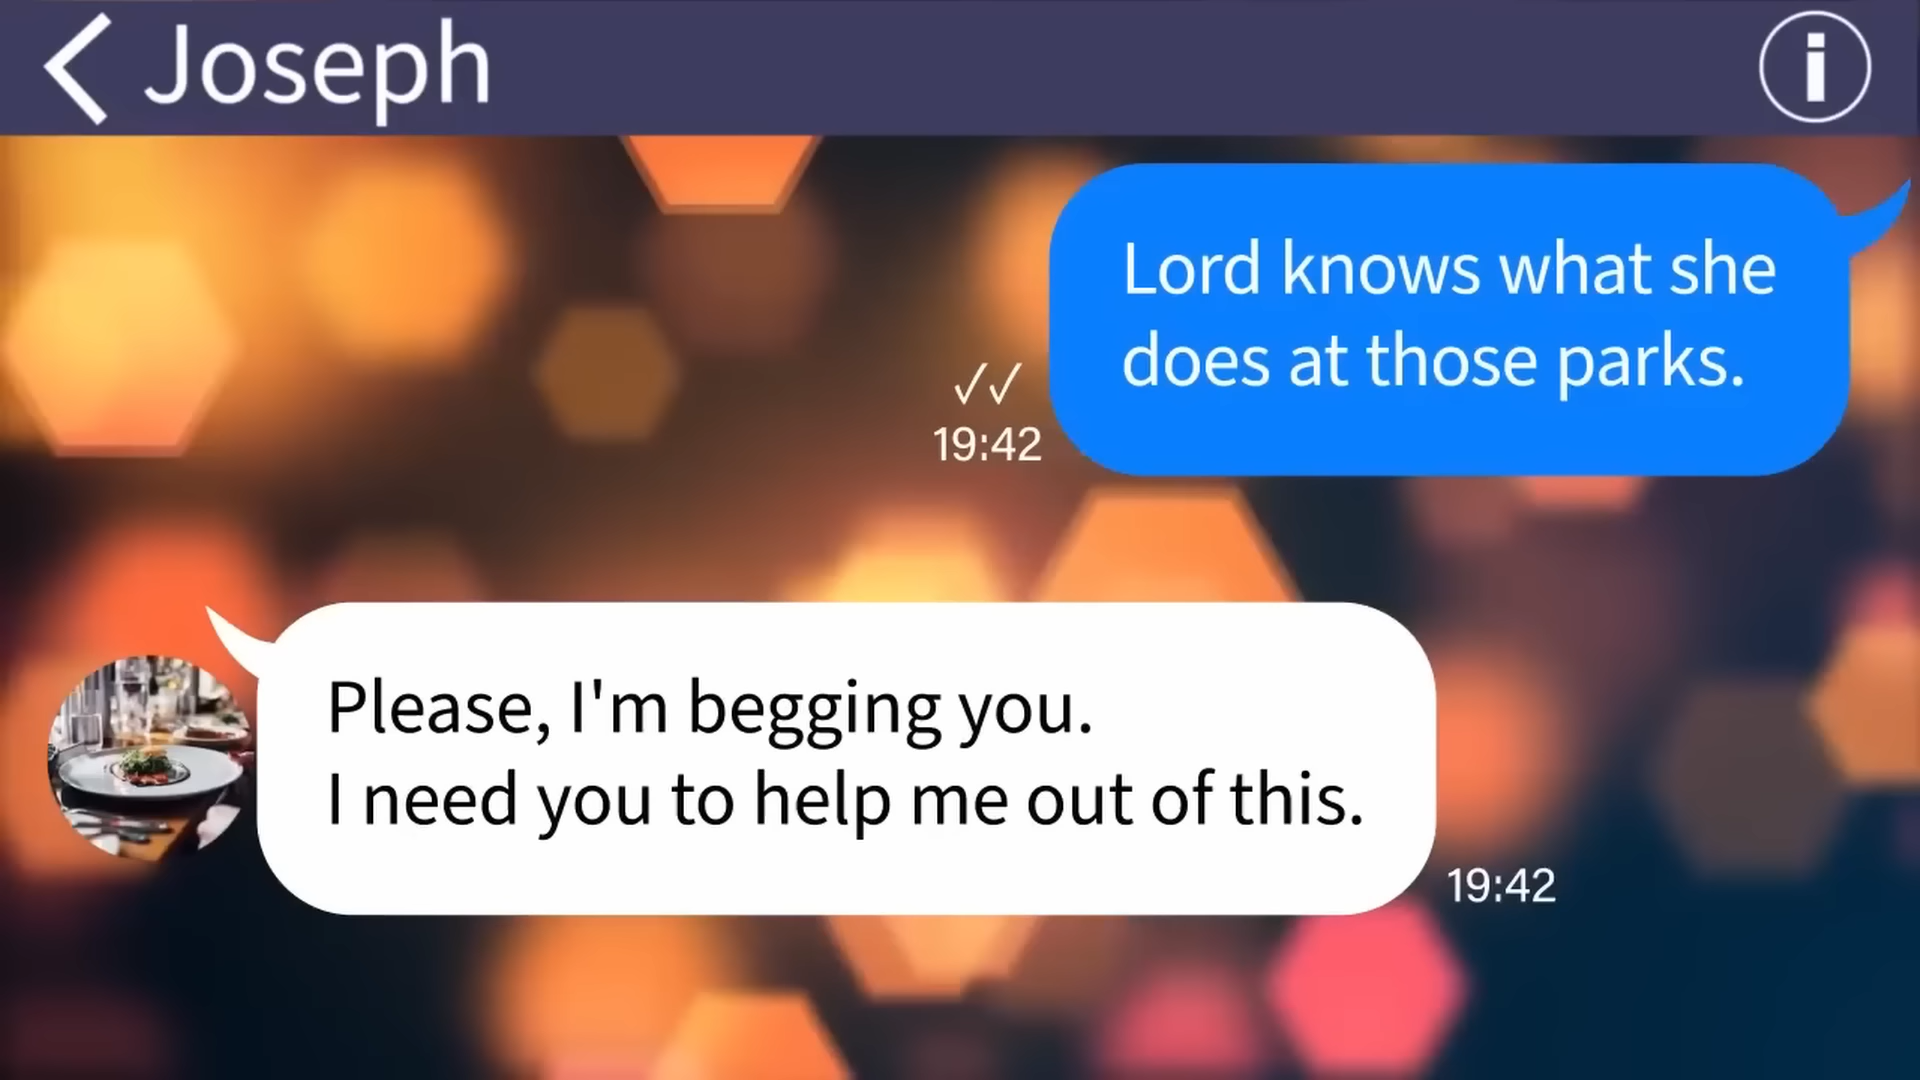 Joseph
Lord knows what she
does at those parks.
19:42
Please, I'm begging you.
I need you to help me out of this.
19:42